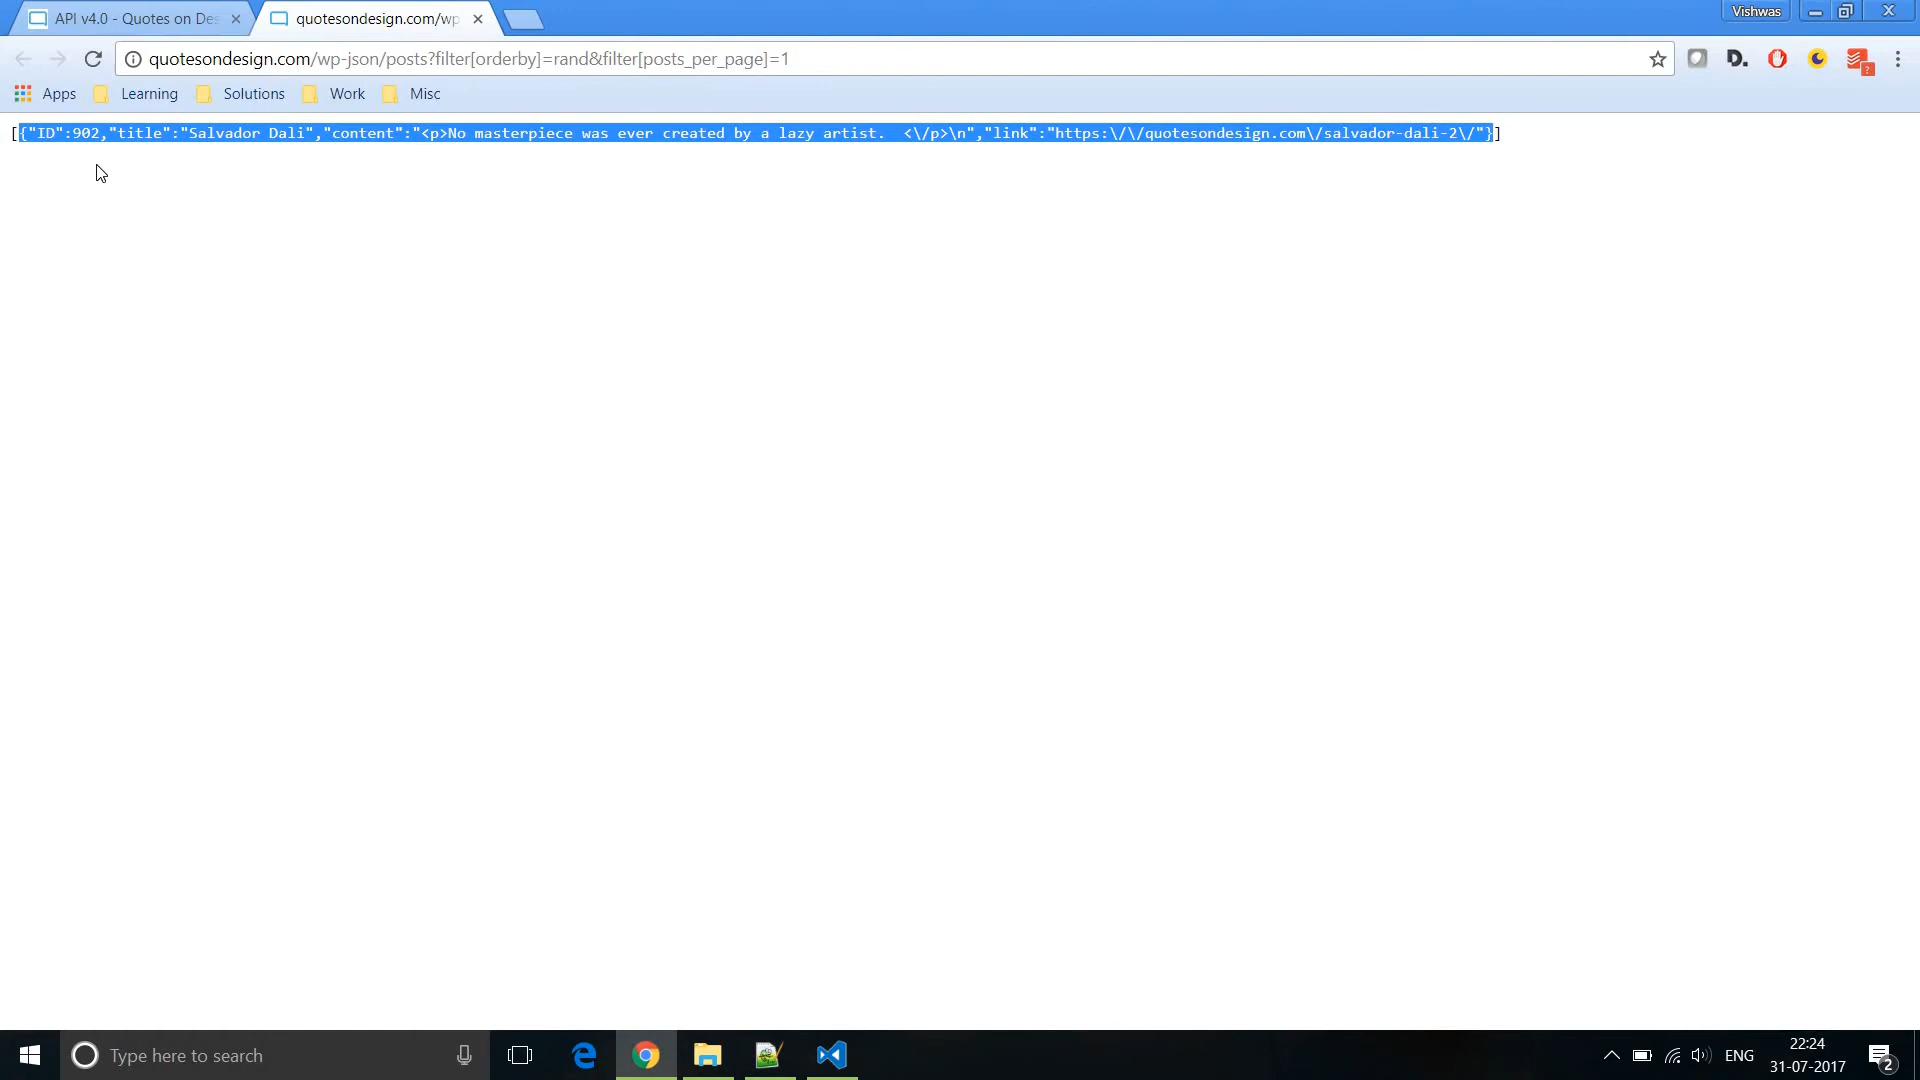 API v4.0 - Quotes on Des
quotesondesign.com/wp
Vishwas
quotesondesign.com/wp-json/posts?filter[orderby]=rand&filter[posts_per_page]=1
Apps Learning Solutions Work Misc
[{"ID":902,"title":"Salvador Dali","content":"<p>No masterpiece was ever created by a lazy artist.  <\/p>\n","link":"https:\/\/quotesondesign.com\/salvador-dali-2\/"}]
Type here to search
ENG
22:24
31-07-2017
2